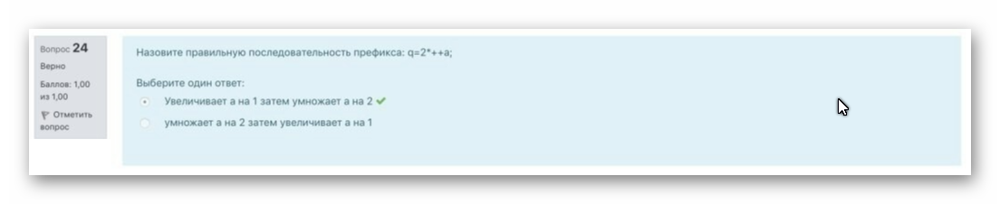 Вопрос 24
Верно
Баллов: 1,00
из 1,00
Отметить
вопрос
Назовите правильную последовательность префикса: q=2*++a;
Выберите один ответ:
Увеличивает а на 1 затем умножает а на 2
умножает а на 2 затем увеличивает а на 1